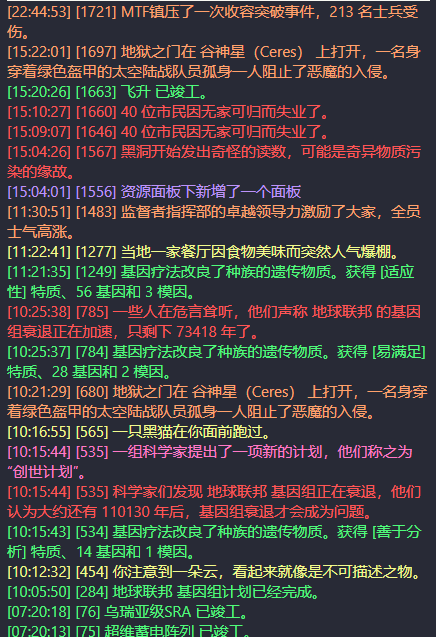 [22:44:53] [1721] MTF镇压了一次收容突破事件，213 名士兵受
伤。
[15:22:01] [1697] 地狱之门在 谷神星（Ceres） 上打开，一名身
穿着绿色盔甲的太空陆战队员孤身一人阻止了恶魔的入侵。
[15:20:26] [1663] 飞升 已竣工。
[15:10:27] [1660] 40 位市民因无家可归而失业了。
[15:09:07] [1646] 40 位市民因无家可归而失业了。
[15:04:26] [1567] 黑洞开始发出奇怪的读数，可能是奇异物质污
染的缘故。
[15:04:01] [1556] 资源面板下新增了一个面板
[11:30:51] [1483] 监督者指挥部的卓越领导力激励了大家，全员
士气高涨。
[11:22:41] [1277] 当地一家餐厅因食物美味而突然人气爆棚。
[11:21:35] [1249] 基因疗法改良了种族的遗传物质。获得 [适应
性] 特质、56 基因和 3 模因。
[10:25:38] [785] 一些人在危言耸听，他们声称 地球联邦 的基因
组衰退正在加速，只剩下 73418 年了。
[10:25:37] [784] 基因疗法改良了种族的遗传物质。获得 [易满足]
特质、28 基因和 2 模因。
[10:21:29] [680] 地狱之门在 谷神星（Ceres） 上打开，一名身穿
着绿色盔甲的太空陆战队员孤身一人阻止了恶魔的入侵。
[10:16:55] [565] 一只黑猫在你面前跑过。
[10:15:44] [535] 一组科学家提出了一项新的计划，他们称之为
“创世计划”。
[10:15:44] [535] 科学家们发现 地球联邦 基因组正在衰退，他们
认为大约还有 110130 年后，基因组衰退才会成为问题。
[10:15:43] [534] 基因疗法改良了种族的遗传物质。获得 [善于分
析] 特质、14 基因和 1 模因。
[10:12:32] [454] 你注意到一朵云，看起来就像是不可描述之物。
[10:05:50] [284] 地球联邦 基因组计划已经完成。
[07:20:18] [76] 乌瑞亚级SRA 已竣工。
[07:20:13] [75] 超维蓄电阵列 已竣工。